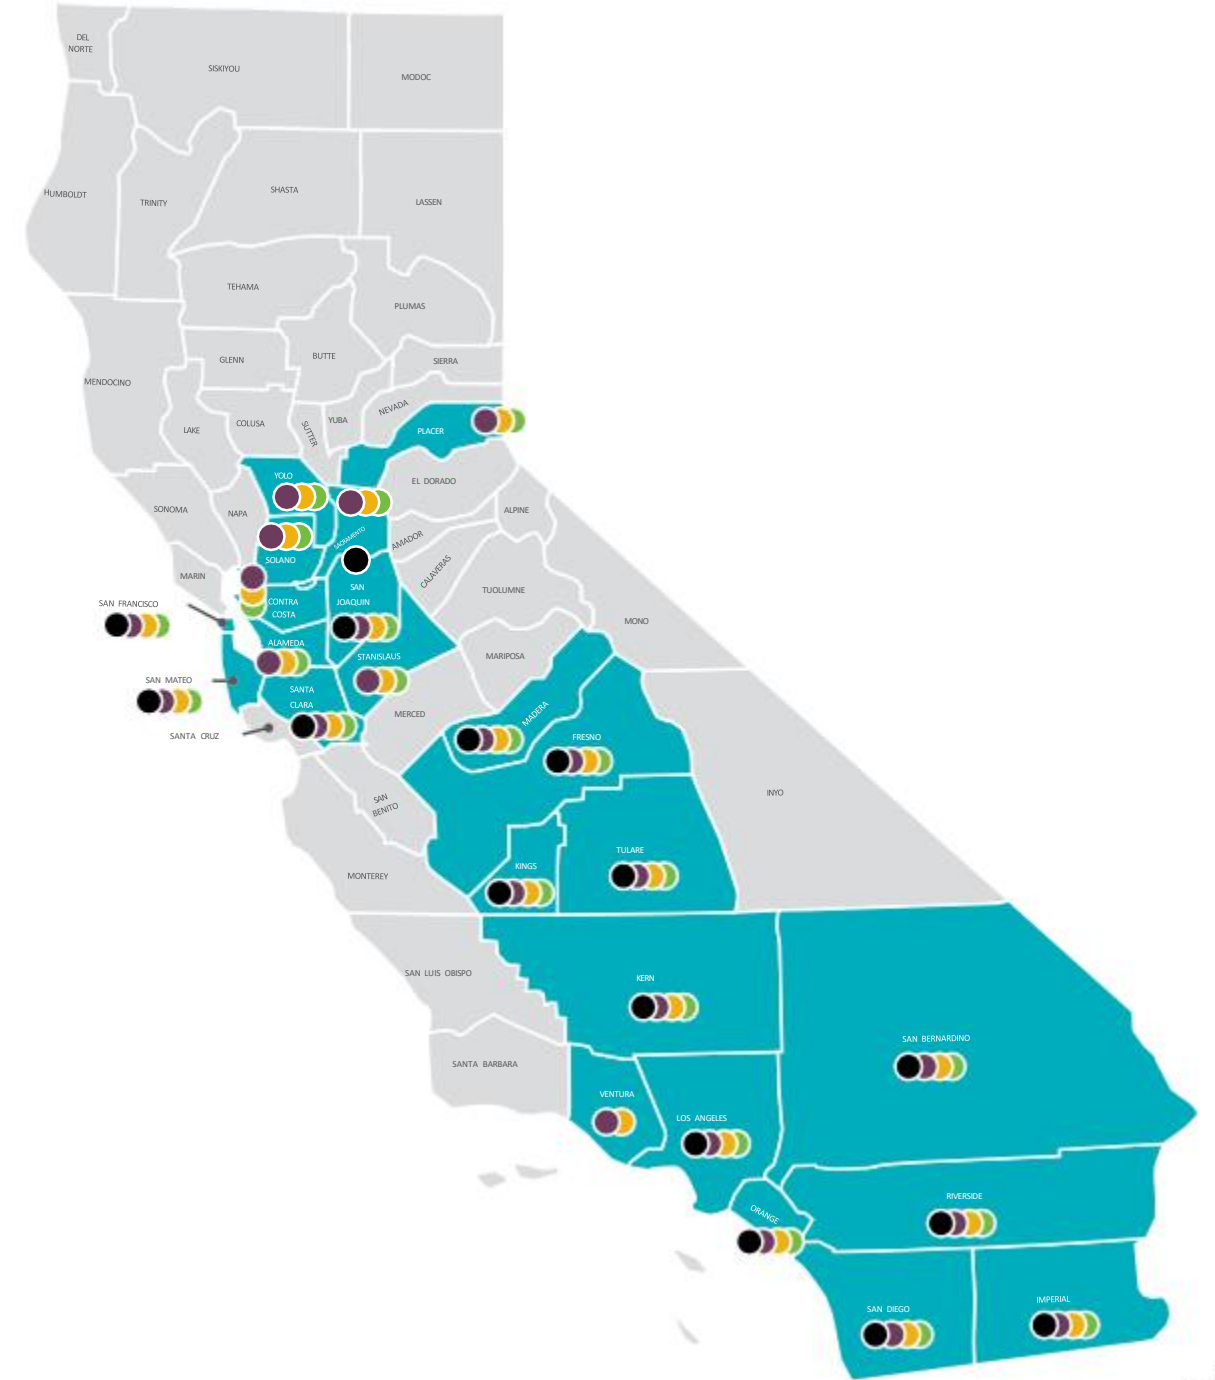 DEL
NORTE
SISKIYOU
MODOC
HUMBOLDT
TRINITY
SHASTA
LASSEN
TEHAMA
PLUMAS
GLENN
BUTTE
SIERRA
MENDOCINO
LAKE
COLUSA
SUTTER
YUBA
NEVADA
PLACER
YOLO
EL DORADO
SONOMA
NAPA
ALPINE
SACRAMENTO
AMADOR
SOLANO
MARIN
CALAVERAS
SAN
JOAQUIN
TUOLUMNE
SAN FRANCISCO
CONTRA
COSTA
MONO
ALAMEDA
STANISLAUS
MARIPOSA
SAN MATEO
SANTA
CLARA
MERCED
MADERA
SANTA CRUZ
FRESNO
SAN
BENITO
INYO
KINGS
TULARE
MONTEREY
SAN LUIS OBISPO
KERN
SAN BERNARDINO
SANTA BARBARA
VENTURA
LOS ANGELES
RIVERSIDE
ORANGE
SAN DIEGO
IMPERIAL